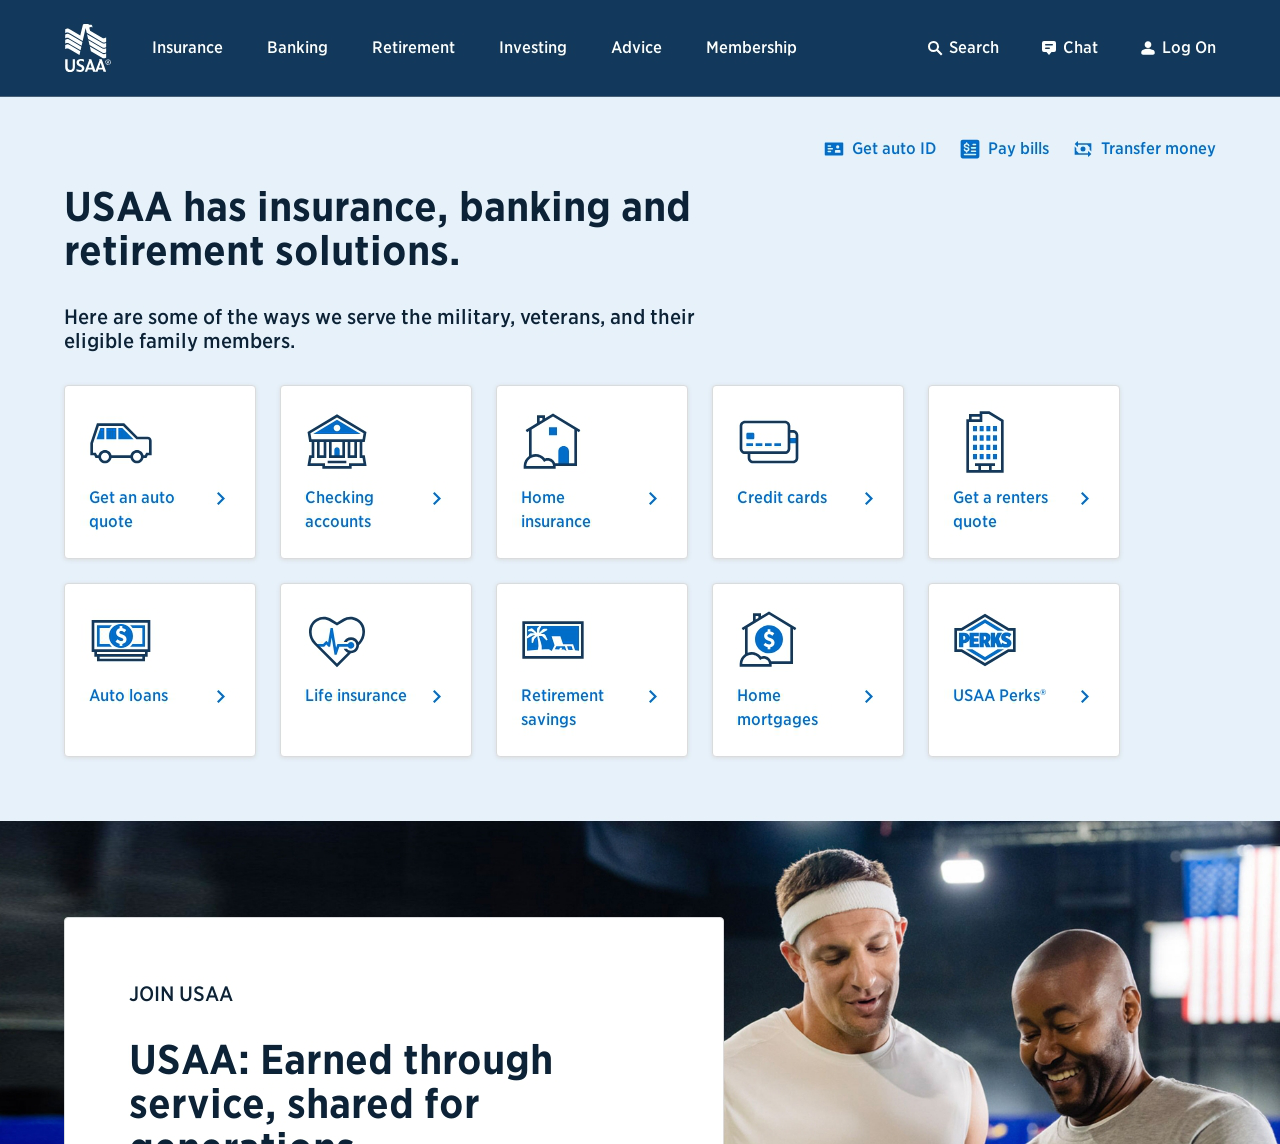 USAA®
Insurance
Banking
Retirement
Investing
Advice
Membership
Search
Chat
Log On
Get auto ID
Pay bills
Transfer money
USAA has insurance, banking and
retirement solutions.
Here are some of the ways we serve the military, veterans, and their
eligible family members.
Get an auto
quote
Checking
accounts
Home
insurance
Credit cards
Get a renters
quote
$
Auto loans
Life insurance
Retirement
savings
$
Home
mortgages
PERKS
USAA Perks®
JOIN USAA
USAA: Earned through
service, shared for
generations